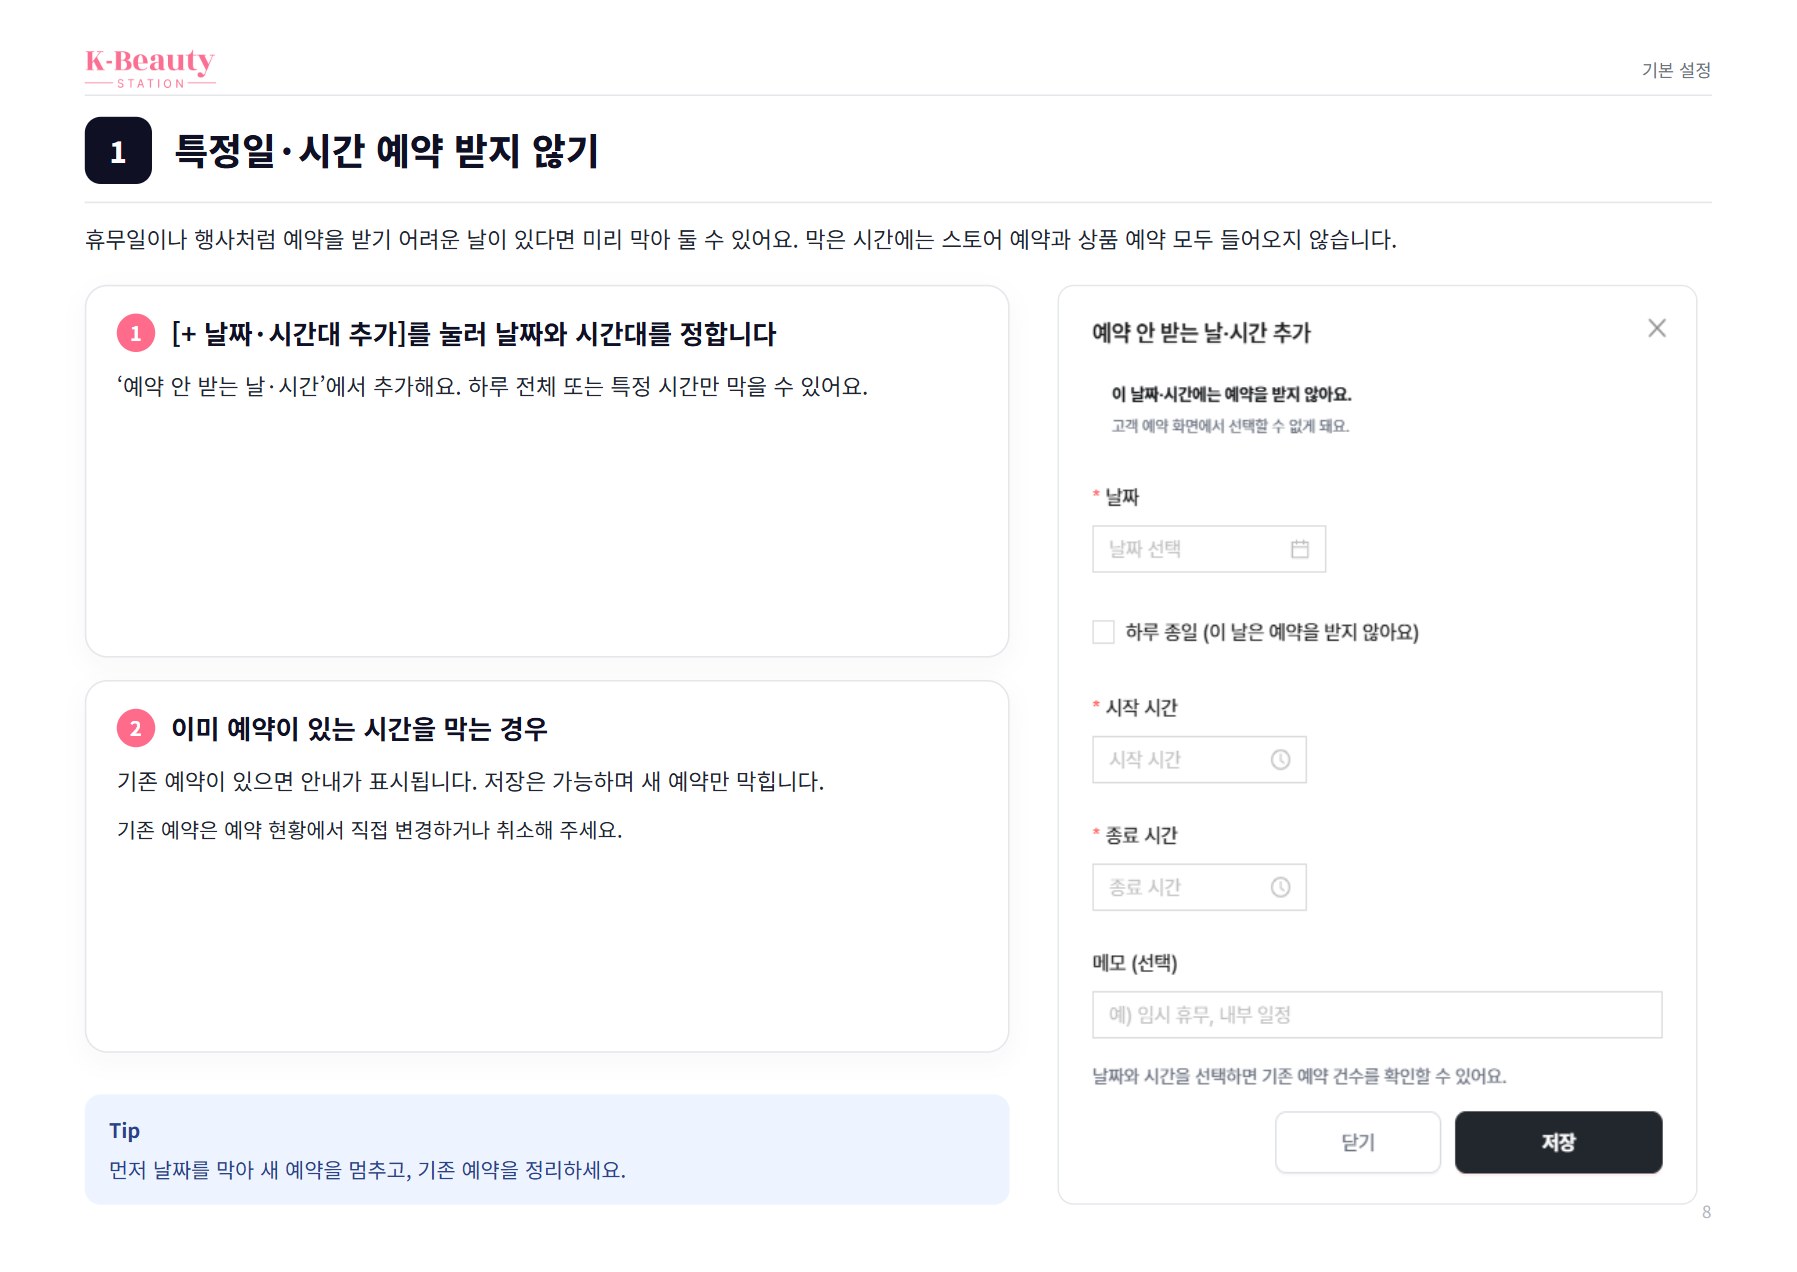 K-Beauty
STATION
기본 설정
1
특정일·시간 예약 받지 않기
휴무일이나 행사처럼 예약을 받기 어려운 날이 있다면 미리 막아 둘 수 있어요. 막은 시간에는 스토어 예약과 상품 예약 모두 들어오지 않습니다.
1 [+ 날짜·시간대 추가]를 눌러 날짜와 시간대를 정합니다
‘예약 안 받는 날·시간’에서 추가해요. 하루 전체 또는 특정 시간만 막을 수 있어요.
2 이미 예약이 있는 시간을 막는 경우
기존 예약이 있으면 안내가 표시됩니다. 저장은 가능하며 새 예약만 막힙니다.
기존 예약은 예약 현황에서 직접 변경하거나 취소해 주세요.
Tip
먼저 날짜를 막아 새 예약을 멈추고, 기존 예약을 정리하세요.
예약 안 받는 날·시간 추가
이 날짜·시간에는 예약을 받지 않아요.
고객 예약 화면에서 선택할 수 없게 돼요.
* 날짜
날짜 선택
하루 종일 (이 날은 예약을 받지 않아요)
* 시작 시간
시작 시간
* 종료 시간
종료 시간
메모 (선택)
예) 임시 휴무, 내부 일정
날짜와 시간을 선택하면 기존 예약 건수를 확인할 수 있어요.
닫기
저장
8